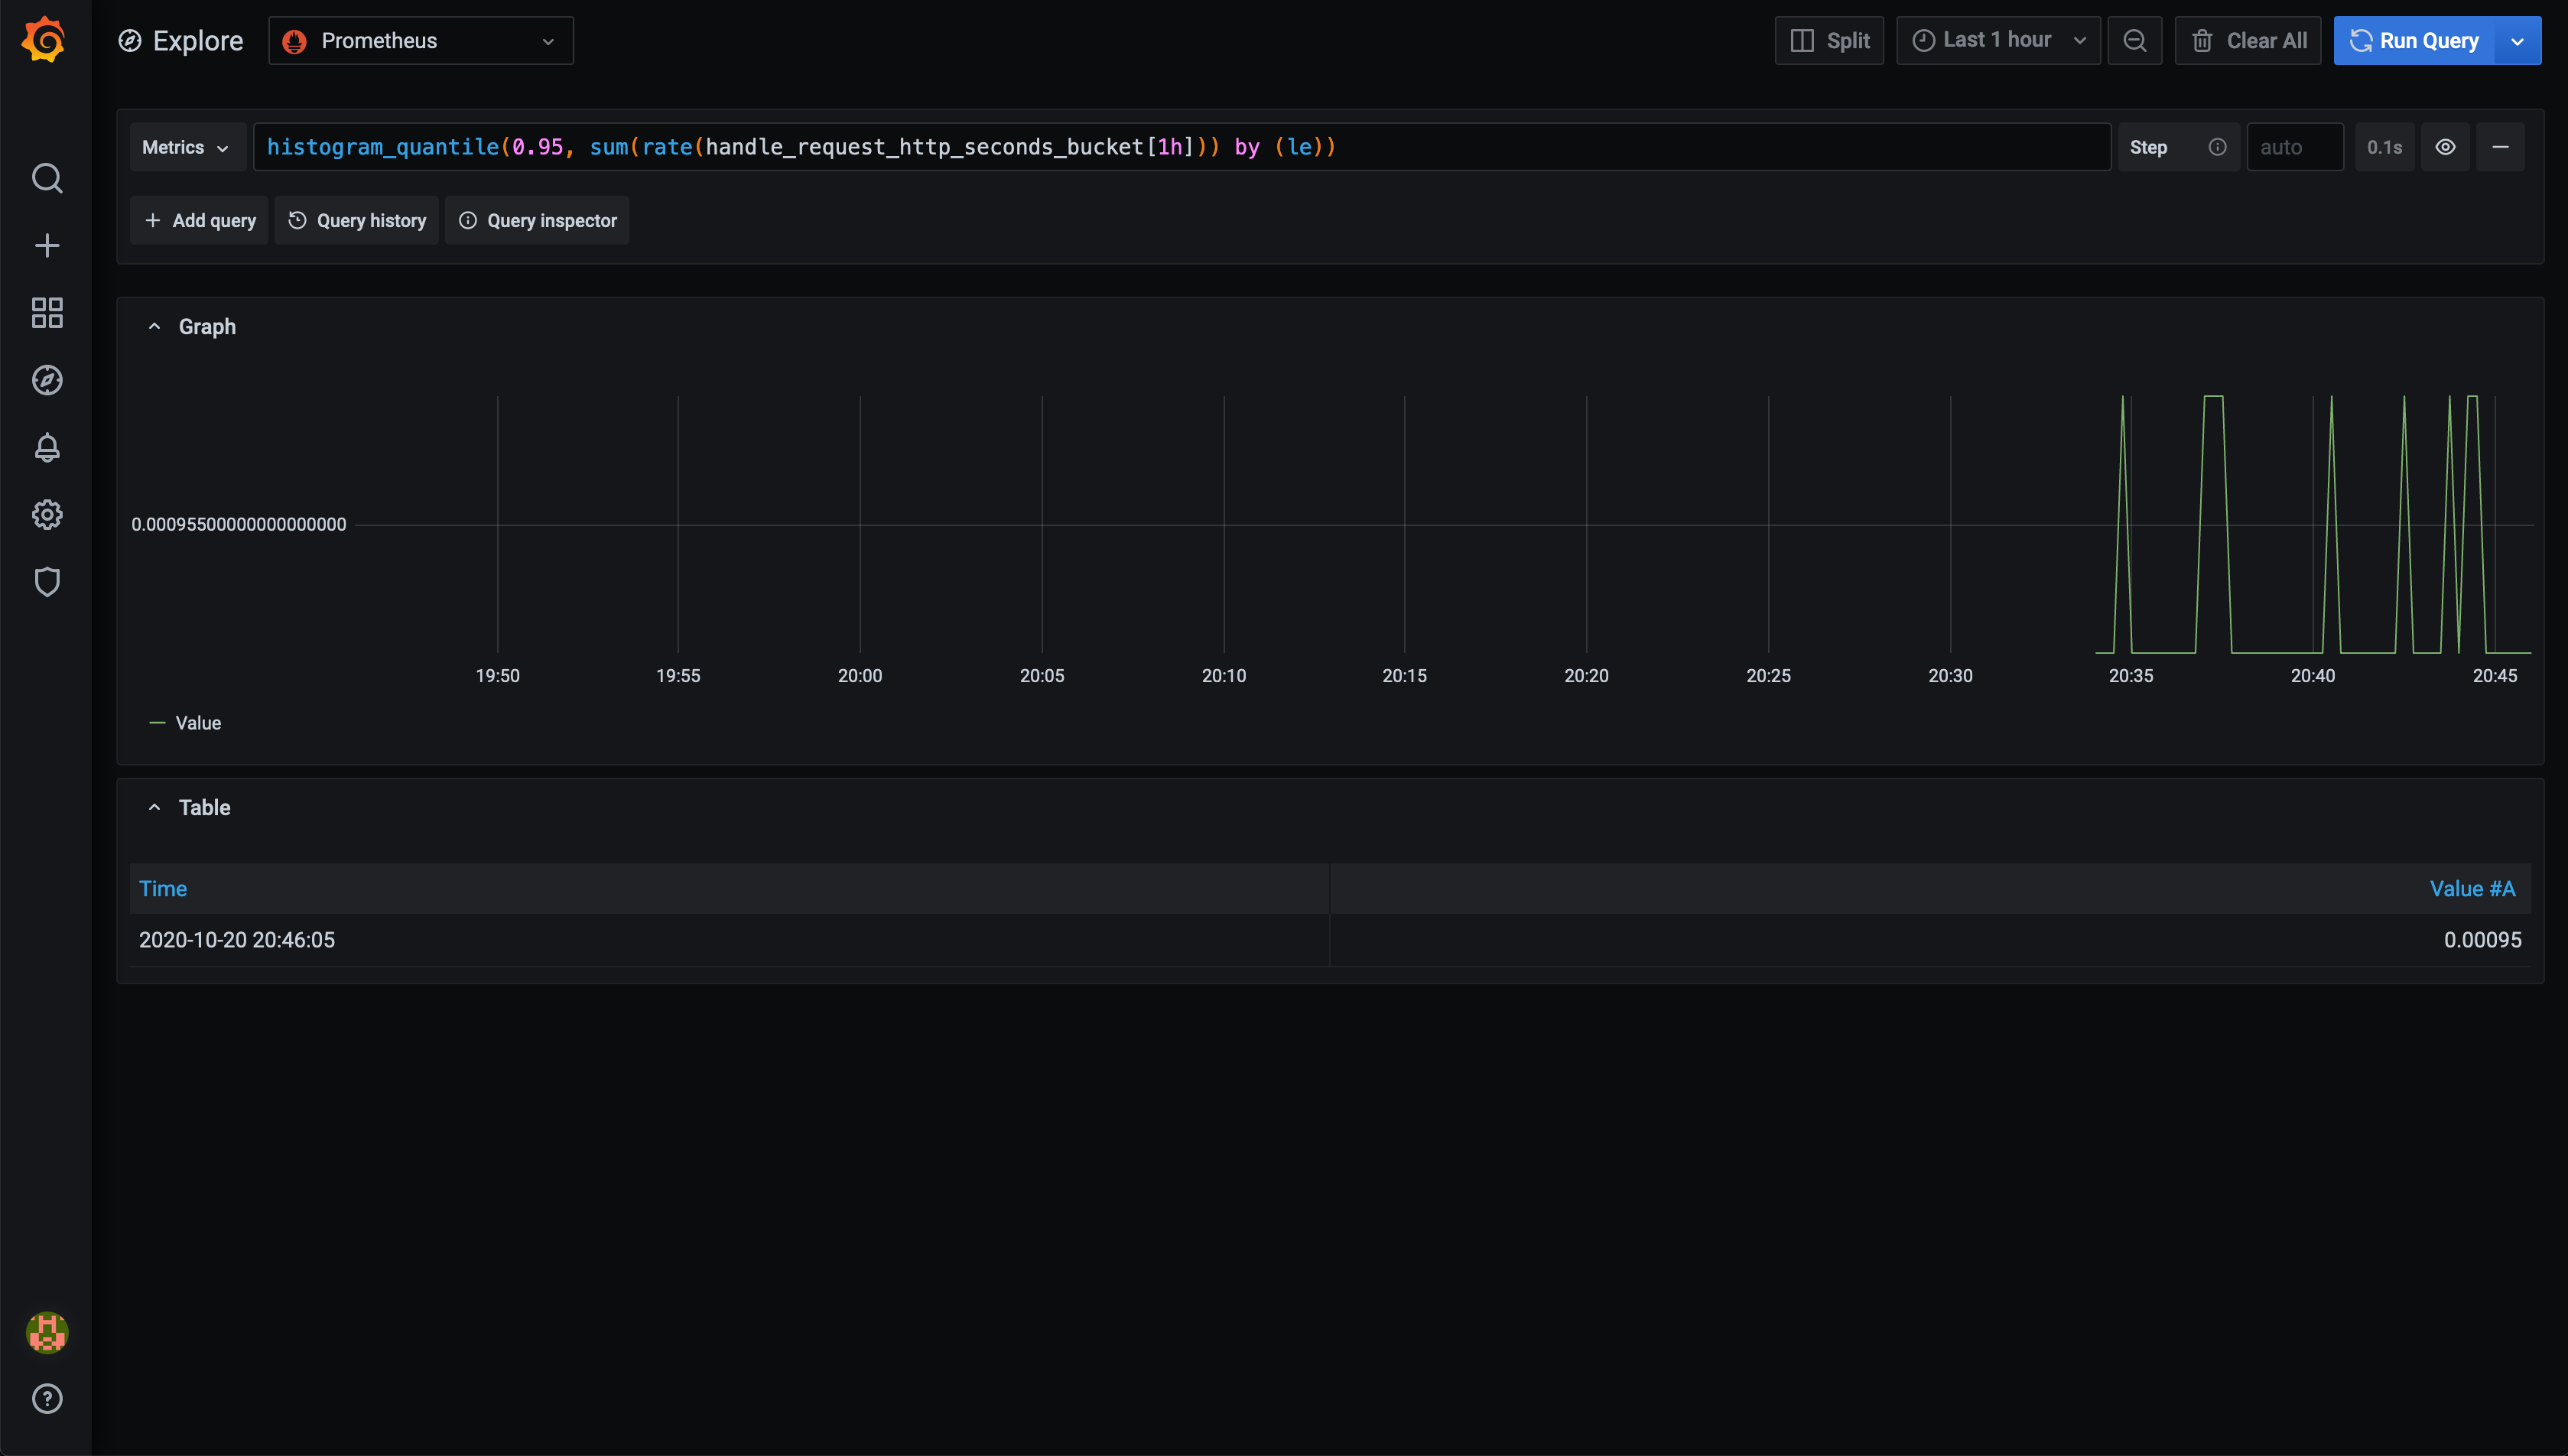 Explore
Prometheus
Split
Last 1 hour
Clear All
Run Query
Metrics
histogram_quantile(0.95, sum(rate(handle_request_http_seconds_bucket[1h])) by (le))
Step
auto
0.1s
Add query
Query history
Query inspector
Graph
0.00095500000000000000
19:50
19:55
20:00
20:05
20:10
20:15
20:20
20:25
20:30
20:35
20:40
20:45
Value
Table
Time
Value #A
2020-10-20 20:46:05
0.00095